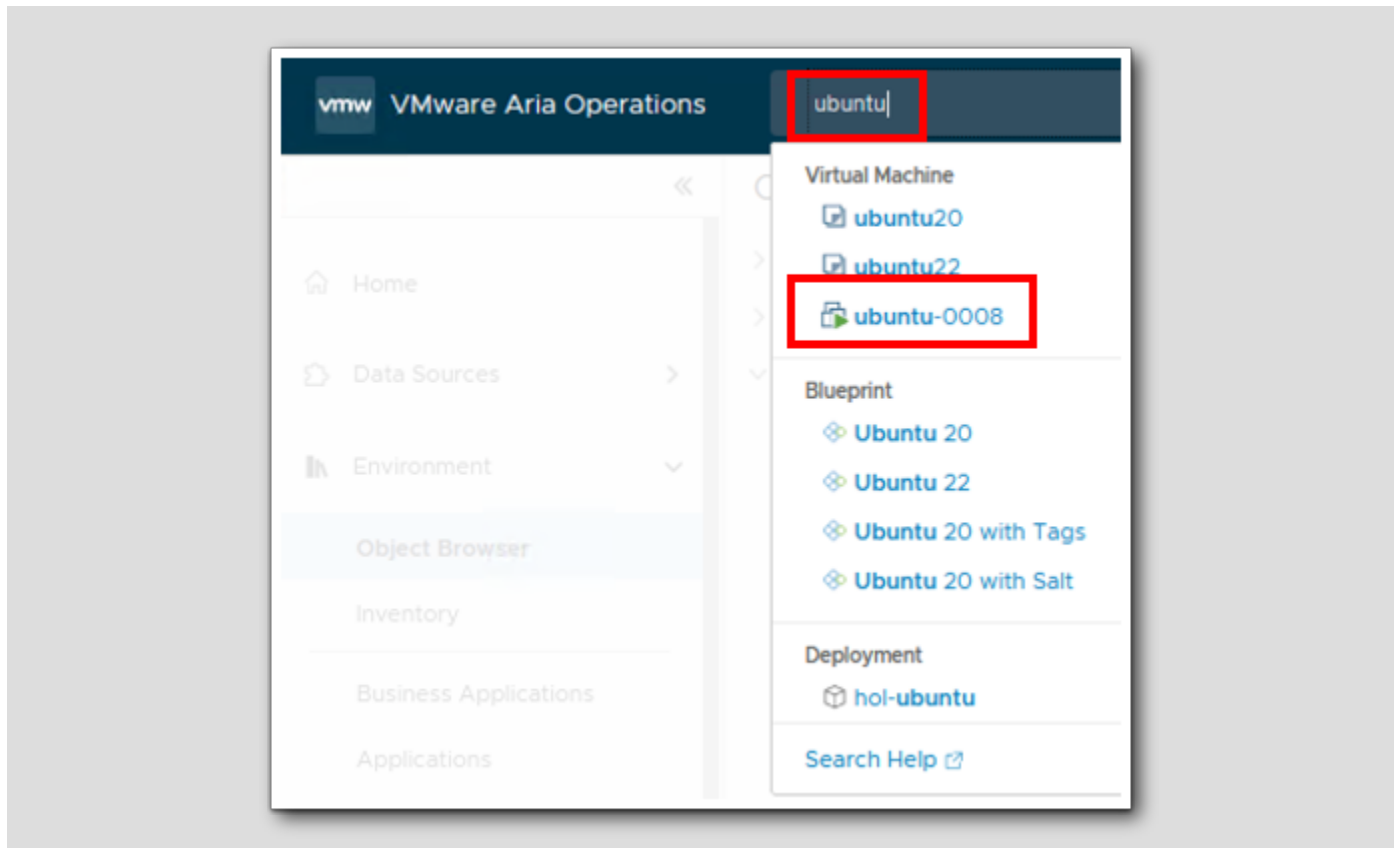 vmw VMware Aria Operations
ubuntu
Virtual Machine
ubuntu20
ubuntu22
ubuntu-0008
Blueprint
Ubuntu 20
Ubuntu 22
Ubuntu 20 with Tags
Ubuntu 20 with Salt
Deployment
hol-ubuntu
Search Help
Home
Data Sources
Environment
Object Browser
Inventory
Business Applications
Applications